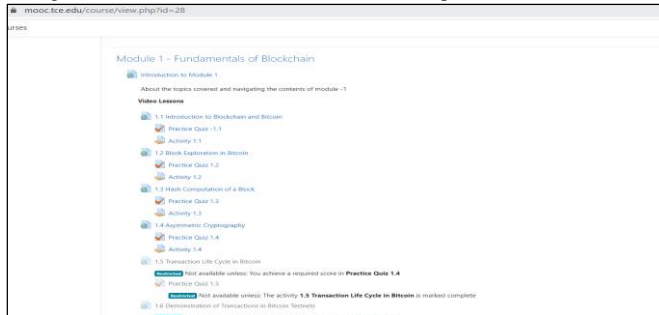 mooc.tce.edu/course/view.php?id=28
urses
Module 1 - Fundamentals of Blockchain
Introduction to Module 1
About the topics covered and navigating the contents of module -1
Video Lessons
1.1 Introduction to Blockchain and Bitcoin
Practice Quiz -1.1
Activity 1.1
1.2 Block Exploration in Bitcoin
Practice Quiz 1.2
Activity 1.2
1.3 Hash Computation of a Block
Practice Quiz 1.3
Activity 1.3
1.4 Asymmetric Cryptography
Practice Quiz 1.4
Activity 1.4
1.5 Transaction Life Cycle in Bitcoin
Restricted Not available unless: You achieve a required score in Practice Quiz 1.4
Practice Quiz 1.5
Restricted Not available unless: The activity 1.5 Transaction Life Cycle in Bitcoin is marked complete
1.6 Demonstration of Transactions in Bitcoin Testnets